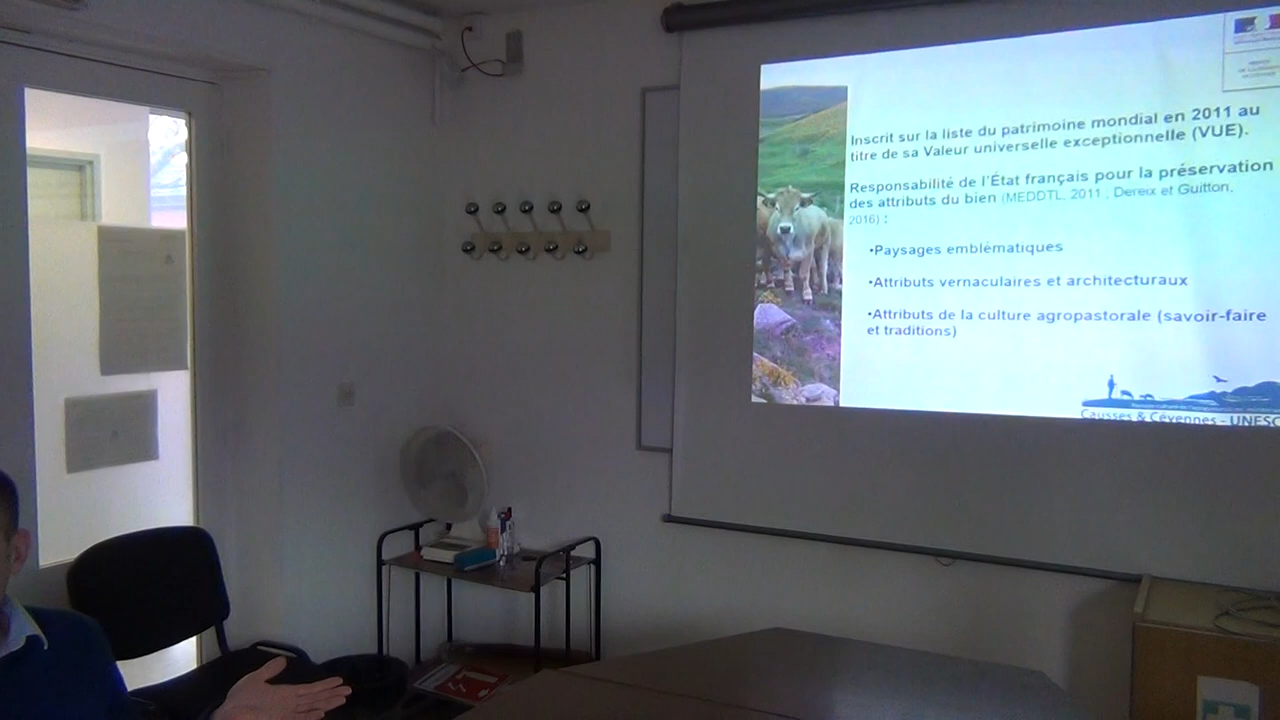 Inscrit sur la liste du patrimoine mondial en 2011 au
titre de sa Valeur universelle exceptionnelle (VUE).
Responsabilité de l'État français pour la préservation
des attributs du bien (MEDDTL, 2011 ; Dereix et Guitton,
2016) :
•Paysages emblématiques
•Attributs vernaculaires et architecturaux
•Attributs de la culture agropastorale (savoir-faire
et traditions)
Causses & Cévennes - UNESC